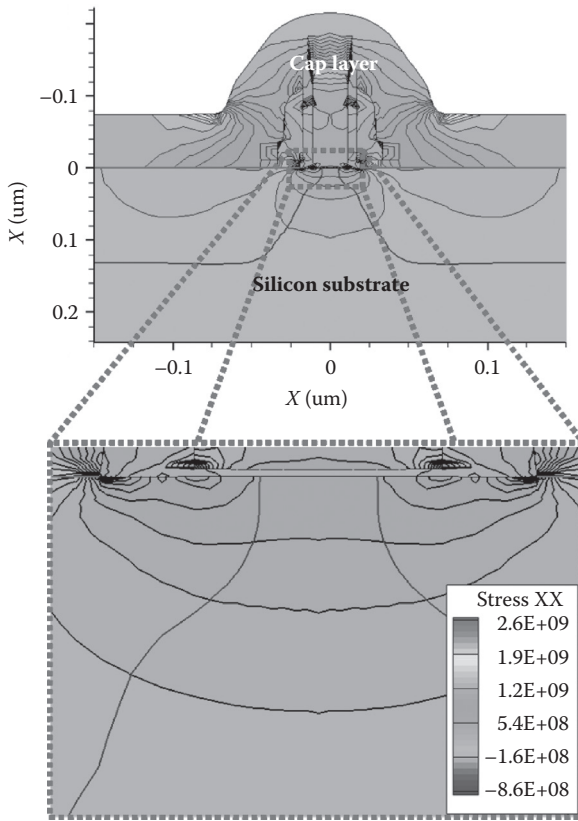 Cap layer
−0.1
0
0.1
0.2
X (um)
Silicon substrate
−0.1
0
0.1
X (um)
Stress XX
2.6E+09
1.9E+09
1.2E+09
5.4E+08
−1.6E+08
−8.6E+08